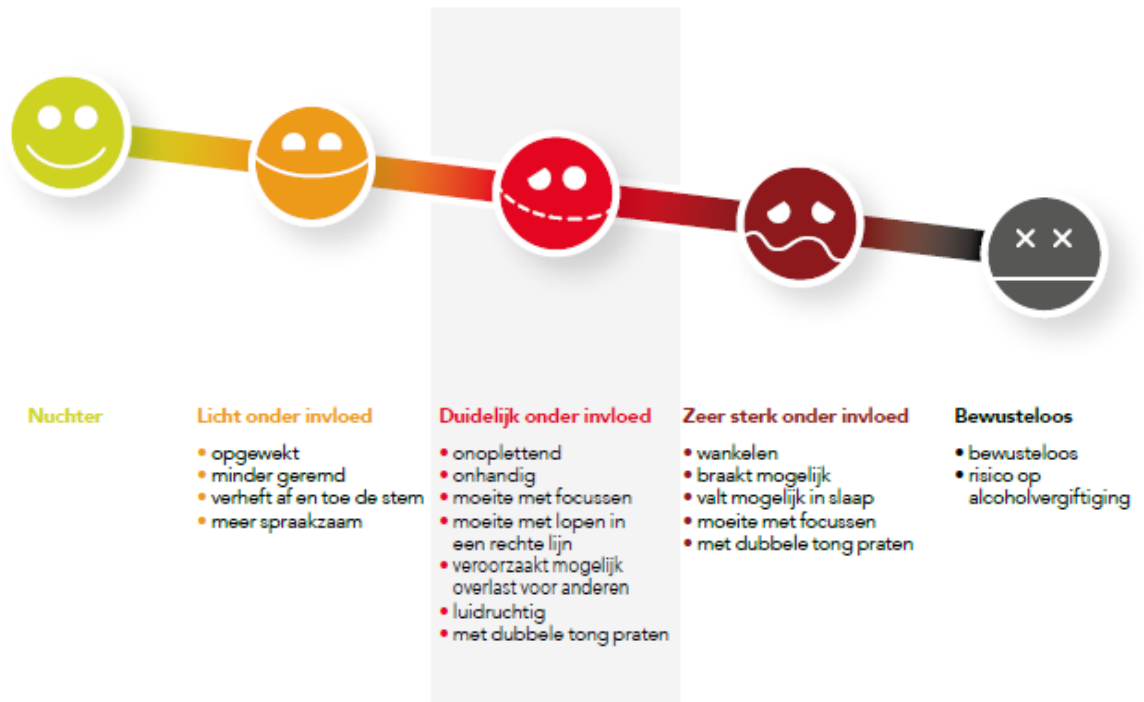 Nuchter
Licht onder invloed
• opgewekt
• minder geremd
• verheft af en toe de stem
• meer spraakzaam
Duidelijk onder invloed
• onoplettend
• onhandig
• moeite met focussen
• moeite met lopen in
een rechte lijn
• veroorzaakt mogelijk
overlast voor anderen
• luidruchtig
• met dubbele tong praten
Zeer sterk onder invloed
• wankelen
• braakt mogelijk
• valt mogelijk in slaap
• moeite met focussen
• met dubbele tong praten
Bewusteloos
• bewusteloos
• risico op
alcoholvergiftiging